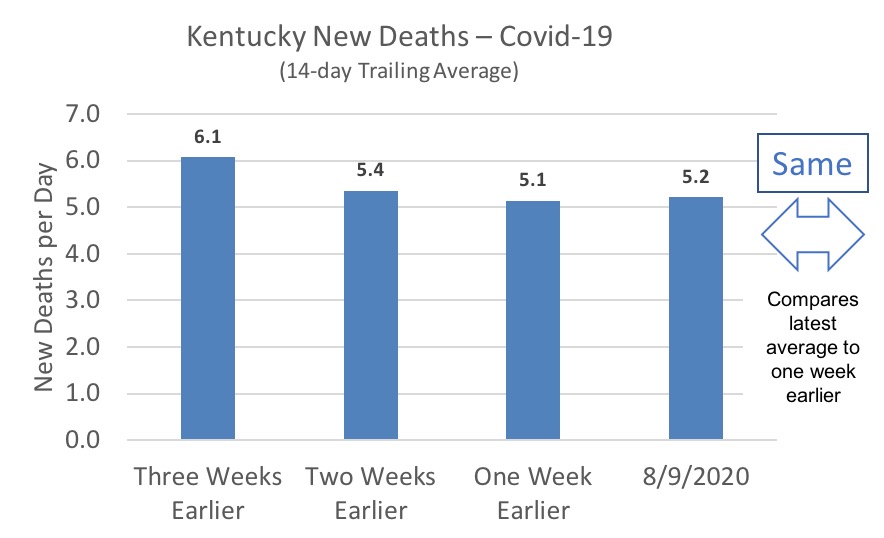 Kentucky New Deaths – Covid-19
(14-day Trailing Average)
New Deaths per Day
7.0
6.0
5.0
4.0
3.0
2.0
1.0
0.0
6.1
5.4
5.1
5.2
Three Weeks
Earlier
Two Weeks
Earlier
One Week
Earlier
8/9/2020
Same
Compares
latest
average to
one week
earlier